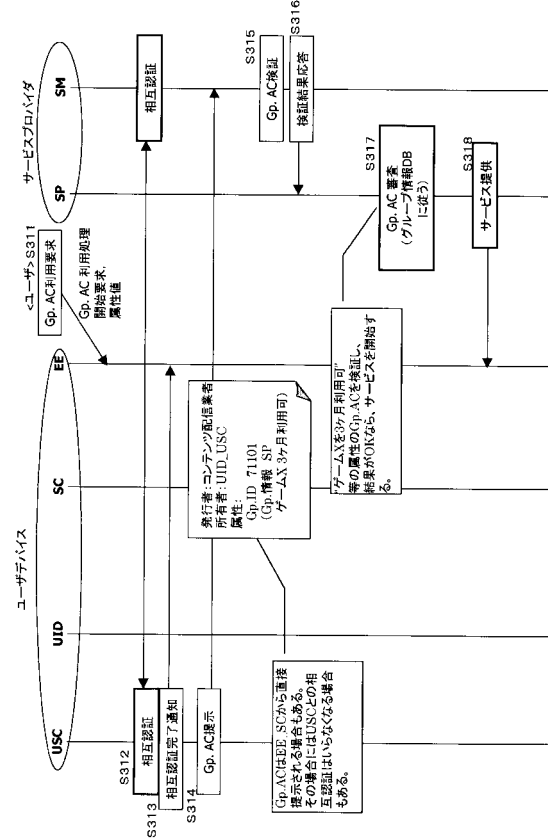 ユーザデバイス
サービスプロバイダ
USC
UID
SC
EE
SP
SM
<ユーザ>S311
Gp. AC利用要求
Gp. AC 利用処理
開始要求,
属性値
S312
相互認証
相互認証
S313
相互認証完了通知
S314
Gp. AC提示
S315
Gp. AC検証
S316
検証結果応答
発行者:コンテンツ配信業者
所有者:UID_USC
属性:
Gp.ID 71101
(Gp.情報 SP
ゲームX 3ヶ月利用可)
S317
Gp. AC 審査
(グループ情報DB
に従う)
S318
サービス提供
Gp.ACはEE_SCから直接
提示される場合もある。
その場合にはUSCとの相
互認証はいらなくなる場合
もある。
"ゲームXを3ヶ月利用可"
等の属性のGp.ACを検証し、
結果がOKなら、サービスを開始す
る。